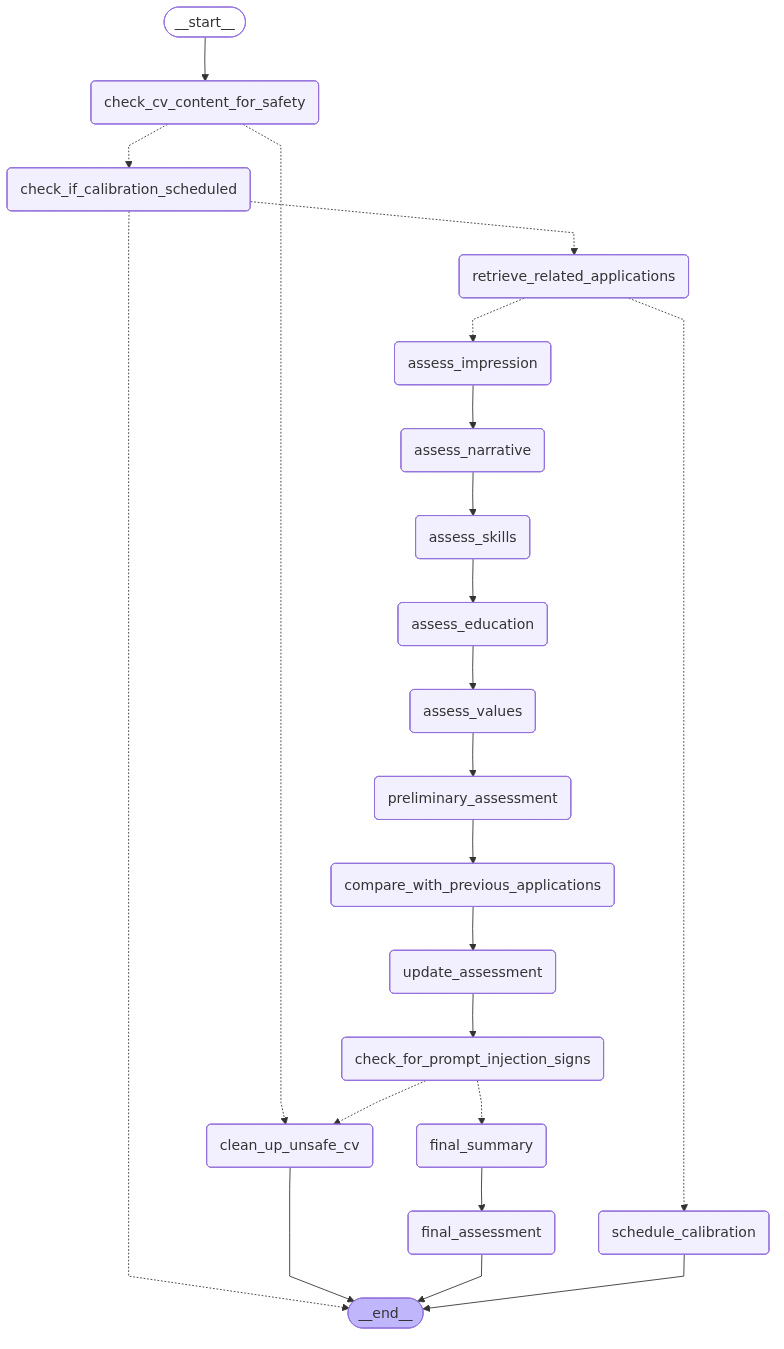 __start__
check_cv_content_for_safety
check_if_calibration_scheduled
retrieve_related_applications
assess_impression
assess_narrative
assess_skills
assess_education
assess_values
preliminary_assessment
compare_with_previous_applications
update_assessment
check_for_prompt_injection_signs
clean_up_unsafe_cv
final_summary
final_assessment
schedule_calibration
__end__